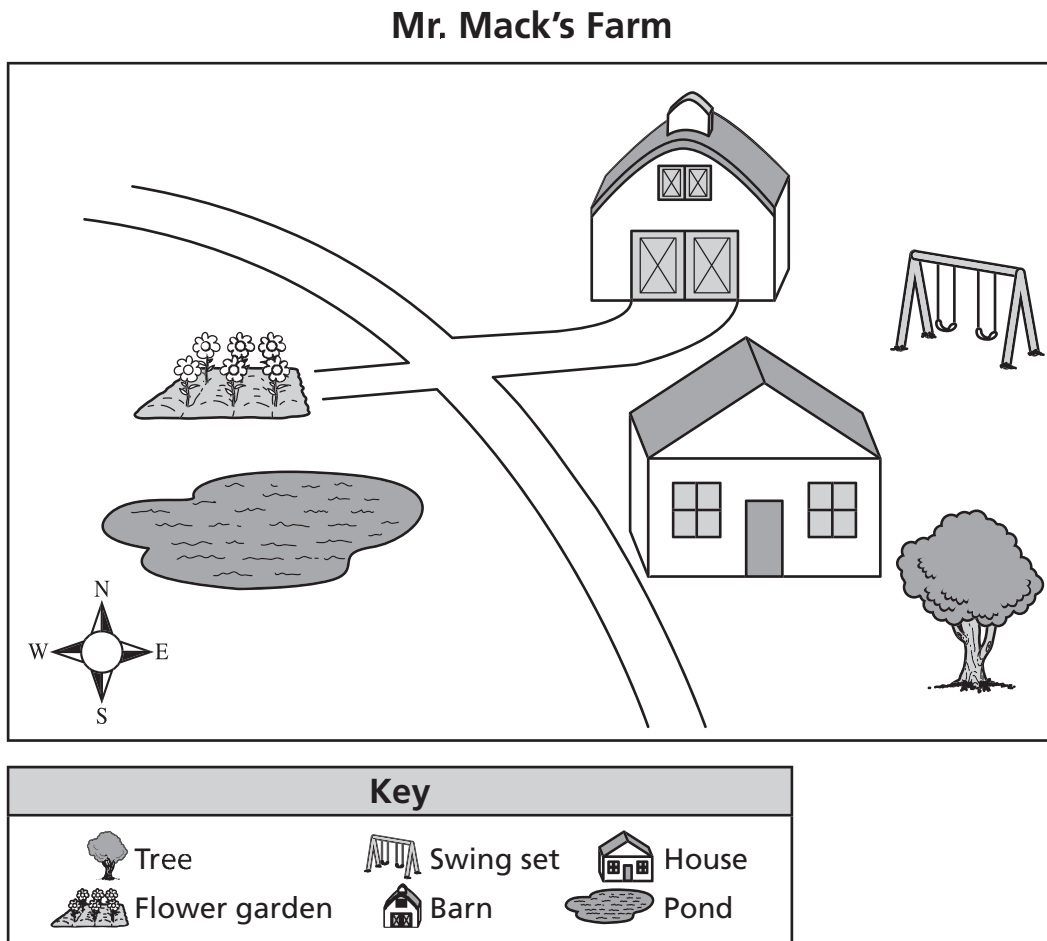 Mr. Mack's Farm
N
W E
S
Key
Tree Swing set House
Flower garden Barn Pond